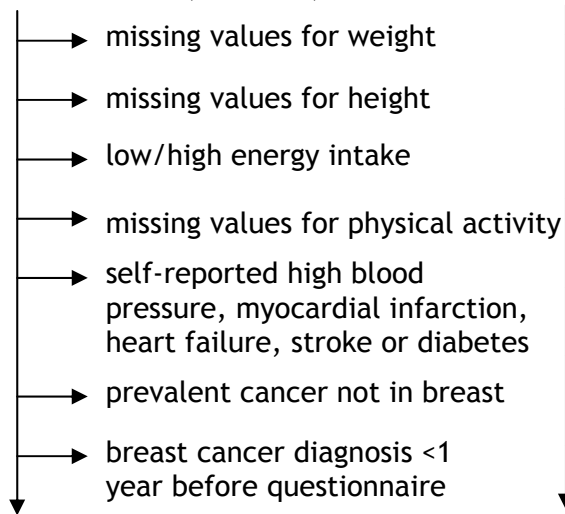 missing values for weight
missing values for height
low/high energy intake
missing values for physical activity
self-reported high blood
pressure, myocardial infarction,
heart failure, stroke or diabetes
prevalent cancer not in breast
breast cancer diagnosis <1
year before questionnaire